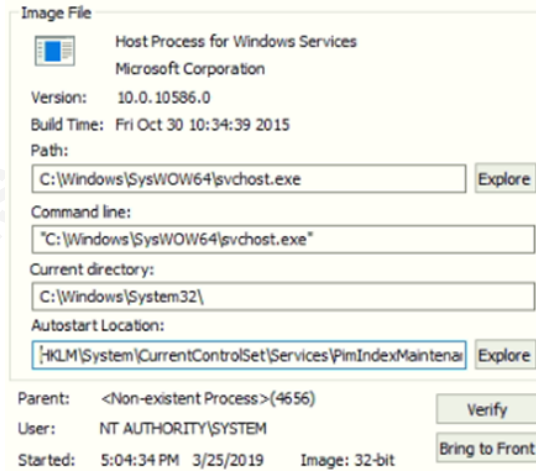 Image File
Host Process for Windows Services
Microsoft Corporation
Version: 10.0.10586.0
Build Time: Fri Oct 30 10:34:39 2015
Path:
C:\Windows\SysWOW64\svchost.exe Explore
Command line:
"C:\Windows\SysWOW64\svchost.exe"
Current directory:
C:\Windows\System32\
Autostart Location:
HKLM\System\CurrentControlSet\Services\PimIndexMaintenai Explore
Parent: <Non-existent Process>(4656)
Verify
User: NT AUTHORITY\SYSTEM
Bring to Front
Started: 5:04:34 PM 3/25/2019 Image: 32-bit